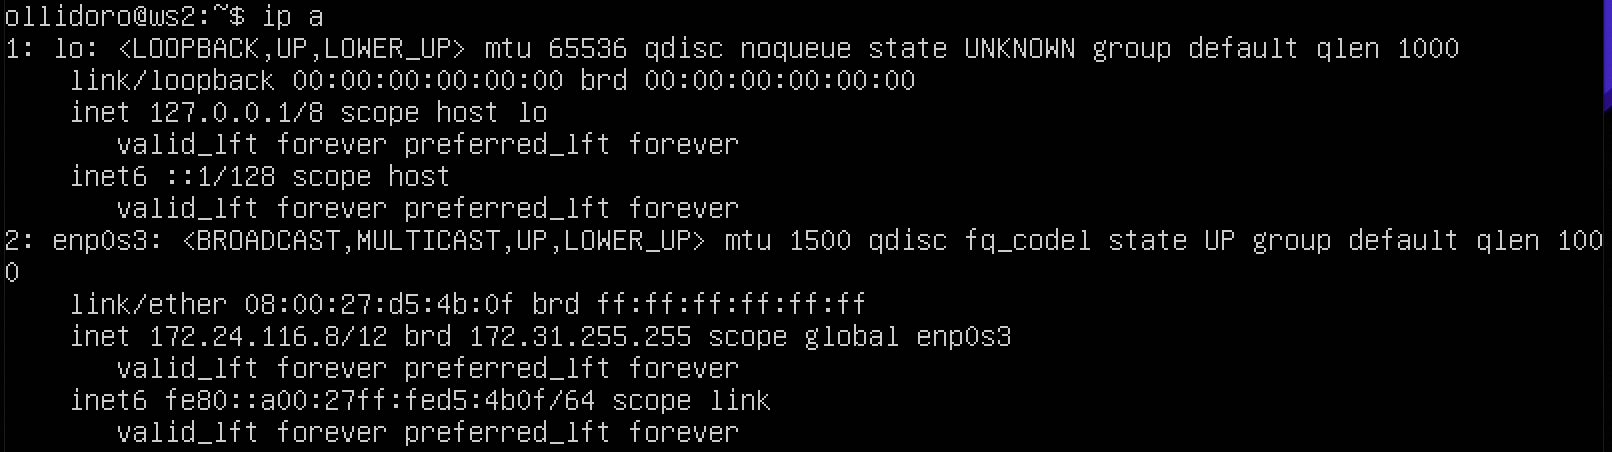 ollidoro@ws2:~$ ip a
1: lo: <LOOPBACK,UP,LOWER_UP> mtu 65536 qdisc noqueue state UNKNOWN group default qlen 1000
    link/loopback 00:00:00:00:00:00 brd 00:00:00:00:00:00
    inet 127.0.0.1/8 scope host lo
       valid_lft forever preferred_lft forever
    inet6 ::1/128 scope host
       valid_lft forever preferred_lft forever
2: enp0s3: <BROADCAST,MULTICAST,UP,LOWER_UP> mtu 1500 qdisc fq_codel state UP group default qlen 100
0
    link/ether 08:00:27:d5:4b:0f brd ff:ff:ff:ff:ff:ff
    inet 172.24.116.8/12 brd 172.31.255.255 scope global enp0s3
       valid_lft forever preferred_lft forever
    inet6 fe80::a00:27ff:fed5:4b0f/64 scope link
       valid_lft forever preferred_lft forever